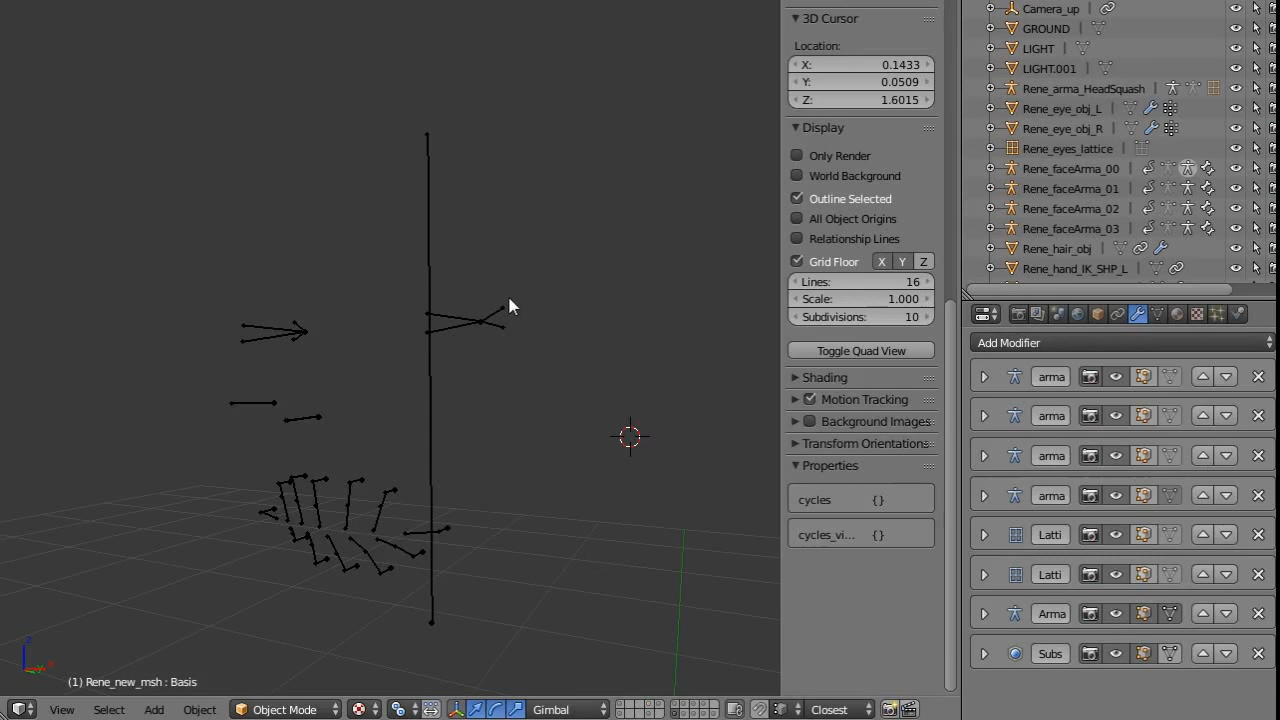 3D Cursor
Location:
X: 0.1433
Y: 0.0509
Z: 1.6015
Display
Only Render
World Background
Outline Selected
All Object Origins
Relationship Lines
Grid Floor X Y Z
Lines: 16
Scale: 1.000
Subdivisions: 10
Toggle Quad View
Shading
Motion Tracking
Background Images
Transform Orientations
Properties
cycles {}
cycles_vi... {}
Camera_up
GROUND
LIGHT
LIGHT.001
Rene_arma_HeadSquash
Rene_eye_obj_L
Rene_eye_obj_R
Rene_eyes_lattice
Rene_faceArma_00
Rene_faceArma_01
Rene_faceArma_02
Rene_faceArma_03
Rene_hair_obj
Rene_hand_IK_SHP_L
Add Modifier
arma
arma
arma
arma
Latti
Latti
Arma
Subs
z
y x
(1) Rene_new_msh : Basis
View Select Add Object Object Mode Gimbal Closest